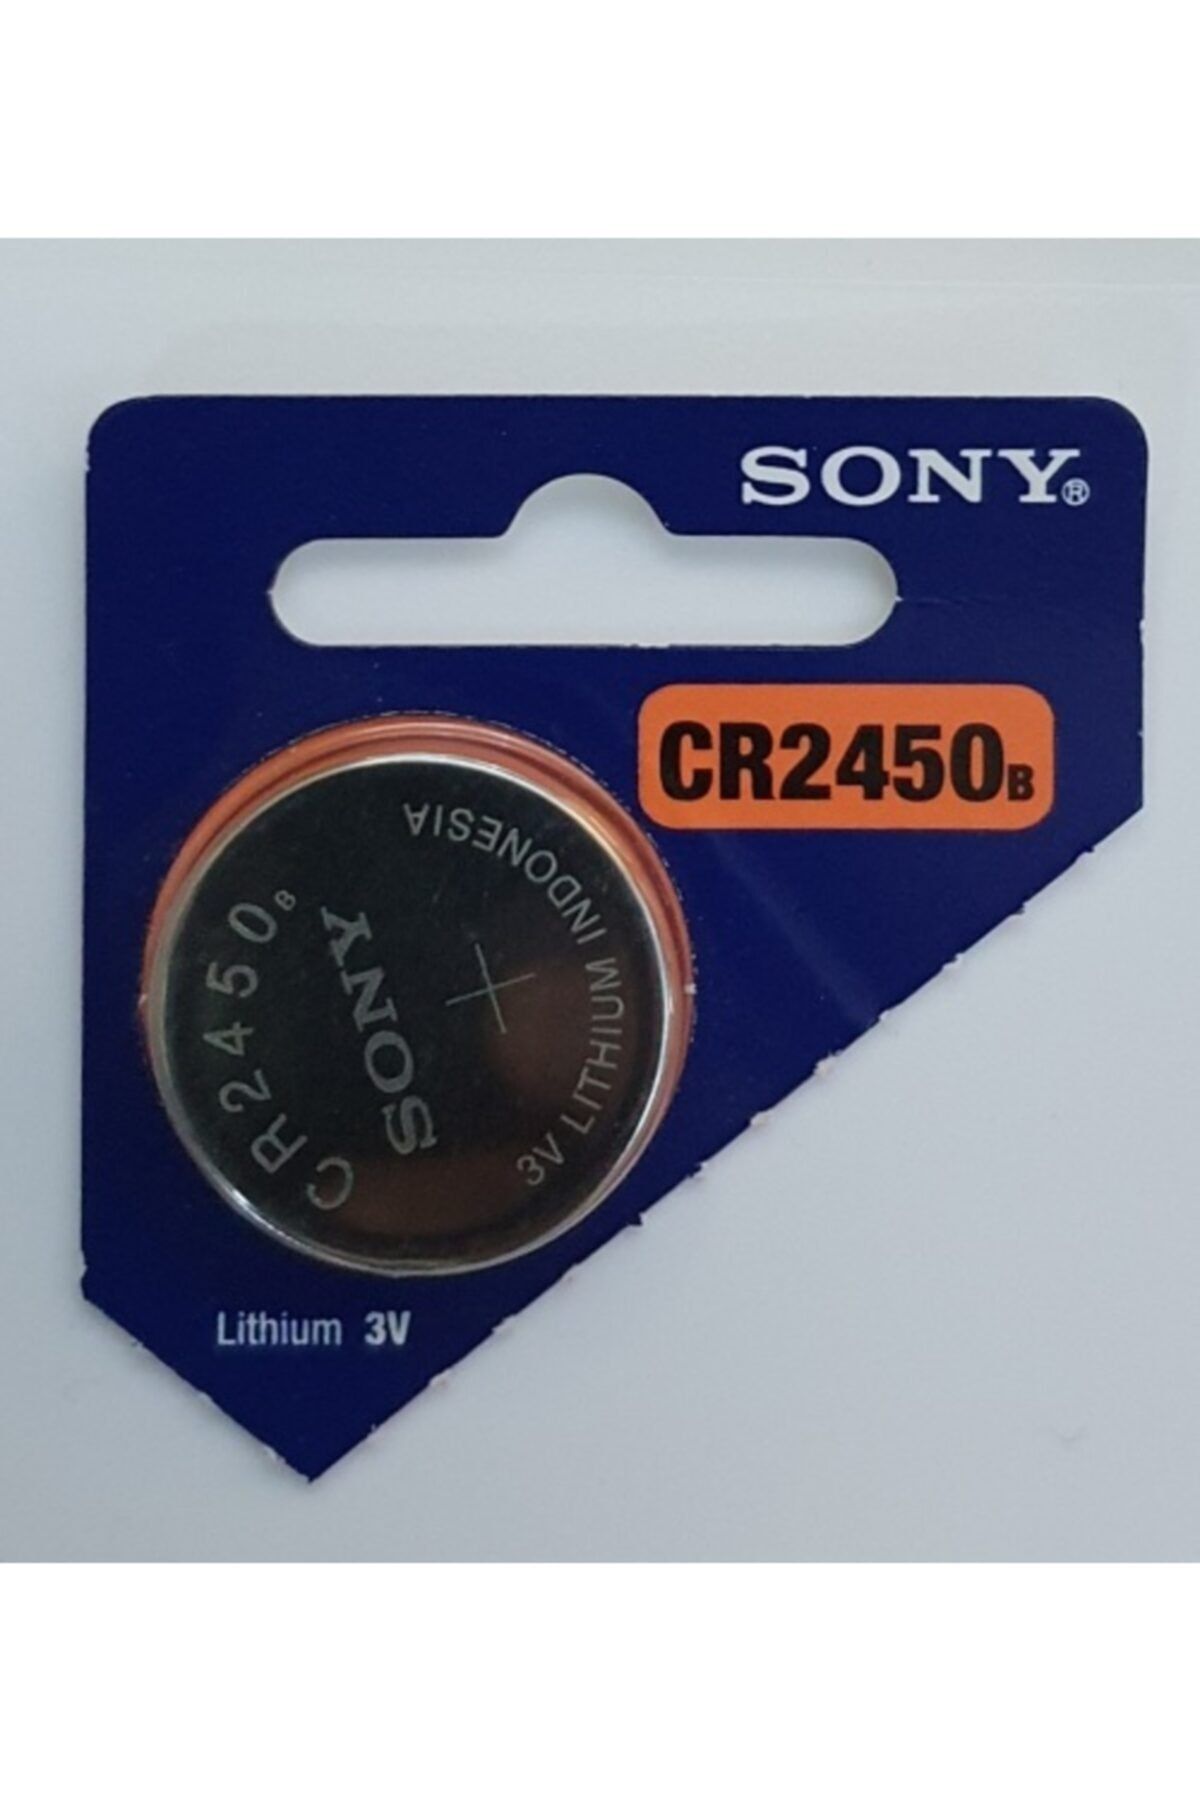 SONY®
CR2450B
INDONESIA
3V LITHIUM
SONY
CR2450B
+
Lithium 3V